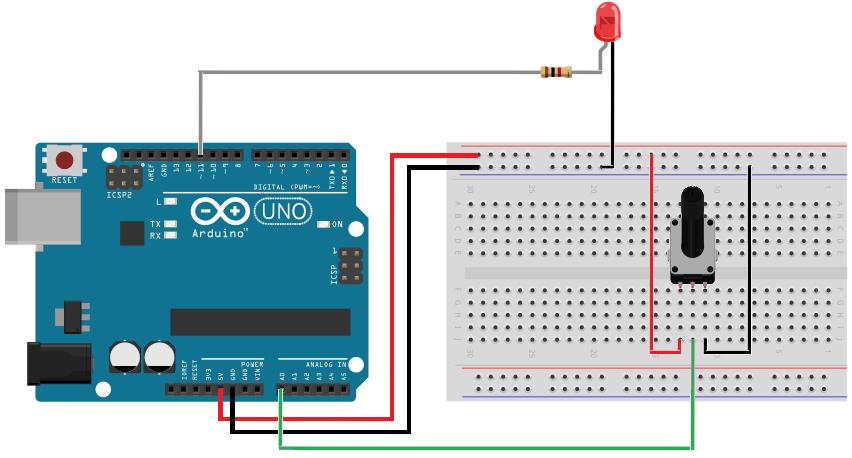 RESET
ICSP2
AREF
GND
13
12
~11
~10
~9
8
7
~6
~5
4
~3
2
TXD▶1
RXD◀0
DIGITAL (PWM=~)
L
TX
RX
Arduino™
UNO
ON
1
ICSP
IOREF
RESET
3V3
5V
GND
GND
VIN
POWER
ANALOG IN
A0
A1
A2
A3
A4
A5
30 25 20 15 10 5 1
A
B
C
D
E
F
G
H
I
J
30 25 20 15 10 5 1